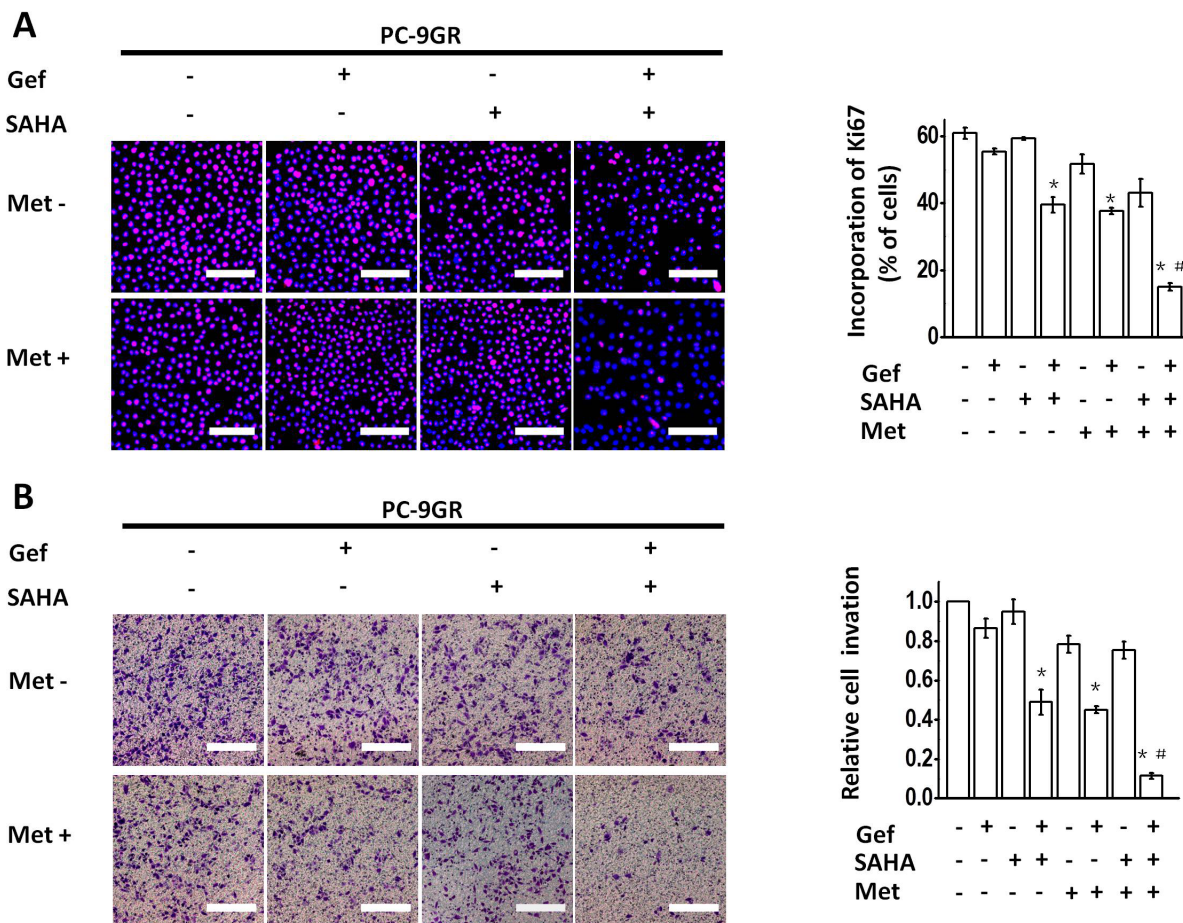 A
PC-9GR
Gef - + - +
SAHA - - + +
Met -
Met +
Incorporation of Ki67
(% of cells)
60
40
20
0
*
*
* #
Gef - + - + - + - +
SAHA - - + + - - + +
Met - - - - + + + +
B
PC-9GR
Gef - + - +
SAHA - - + +
Met -
Met +
Relative cell invation
1.0
0.8
0.6
0.4
0.2
0.0
*
*
* #
Gef - + - + - + - +
SAHA - - + + - - + +
Met - - - - + + + +